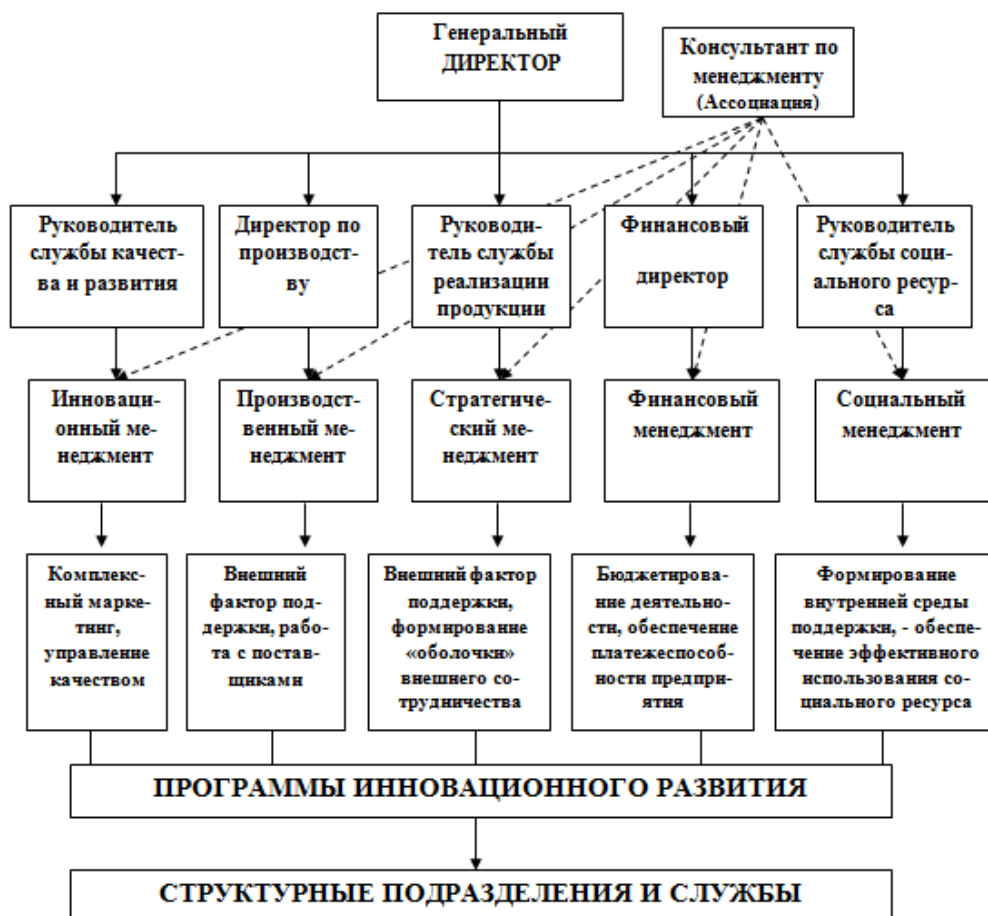 Генеральный
ДИРЕКТОР
Консультант по
менеджменту
(Ассоциация)
Руководитель
службы качест-
ва и развития
Директор по
производст-
ву
Руководи-
тель службы
реализации
продукции
Финансовый
директор
Руководитель
службы соци-
ального ресур-
са
Инноваци-
онный ме-
неджмент
Производст-
венный ме-
неджмент
Стратегиче-
ский ме-
неджмент
Финансовый
менеджмент
Социальный
менеджмент
Комплекс-
ный марке-
тинг,
управление
качеством
Внешний
фактор под-
держки, рабо-
та с постав-
щиками
Внешний фактор
поддержки,
формирование
«оболочки»
внешнего со-
трудничества
Бюджетирова-
ние деятельно-
сти, обеспечение
платежеспособ-
ности предпри-
ятия
Формирование
внутренней среды
поддержки, - обеспе-
чение эффективного
использования со-
циального ресурса
ПРОГРАММЫ ИННОВАЦИОННОГО РАЗВИТИЯ
СТРУКТУРНЫЕ ПОДРАЗДЕЛЕНИЯ И СЛУЖБЫ